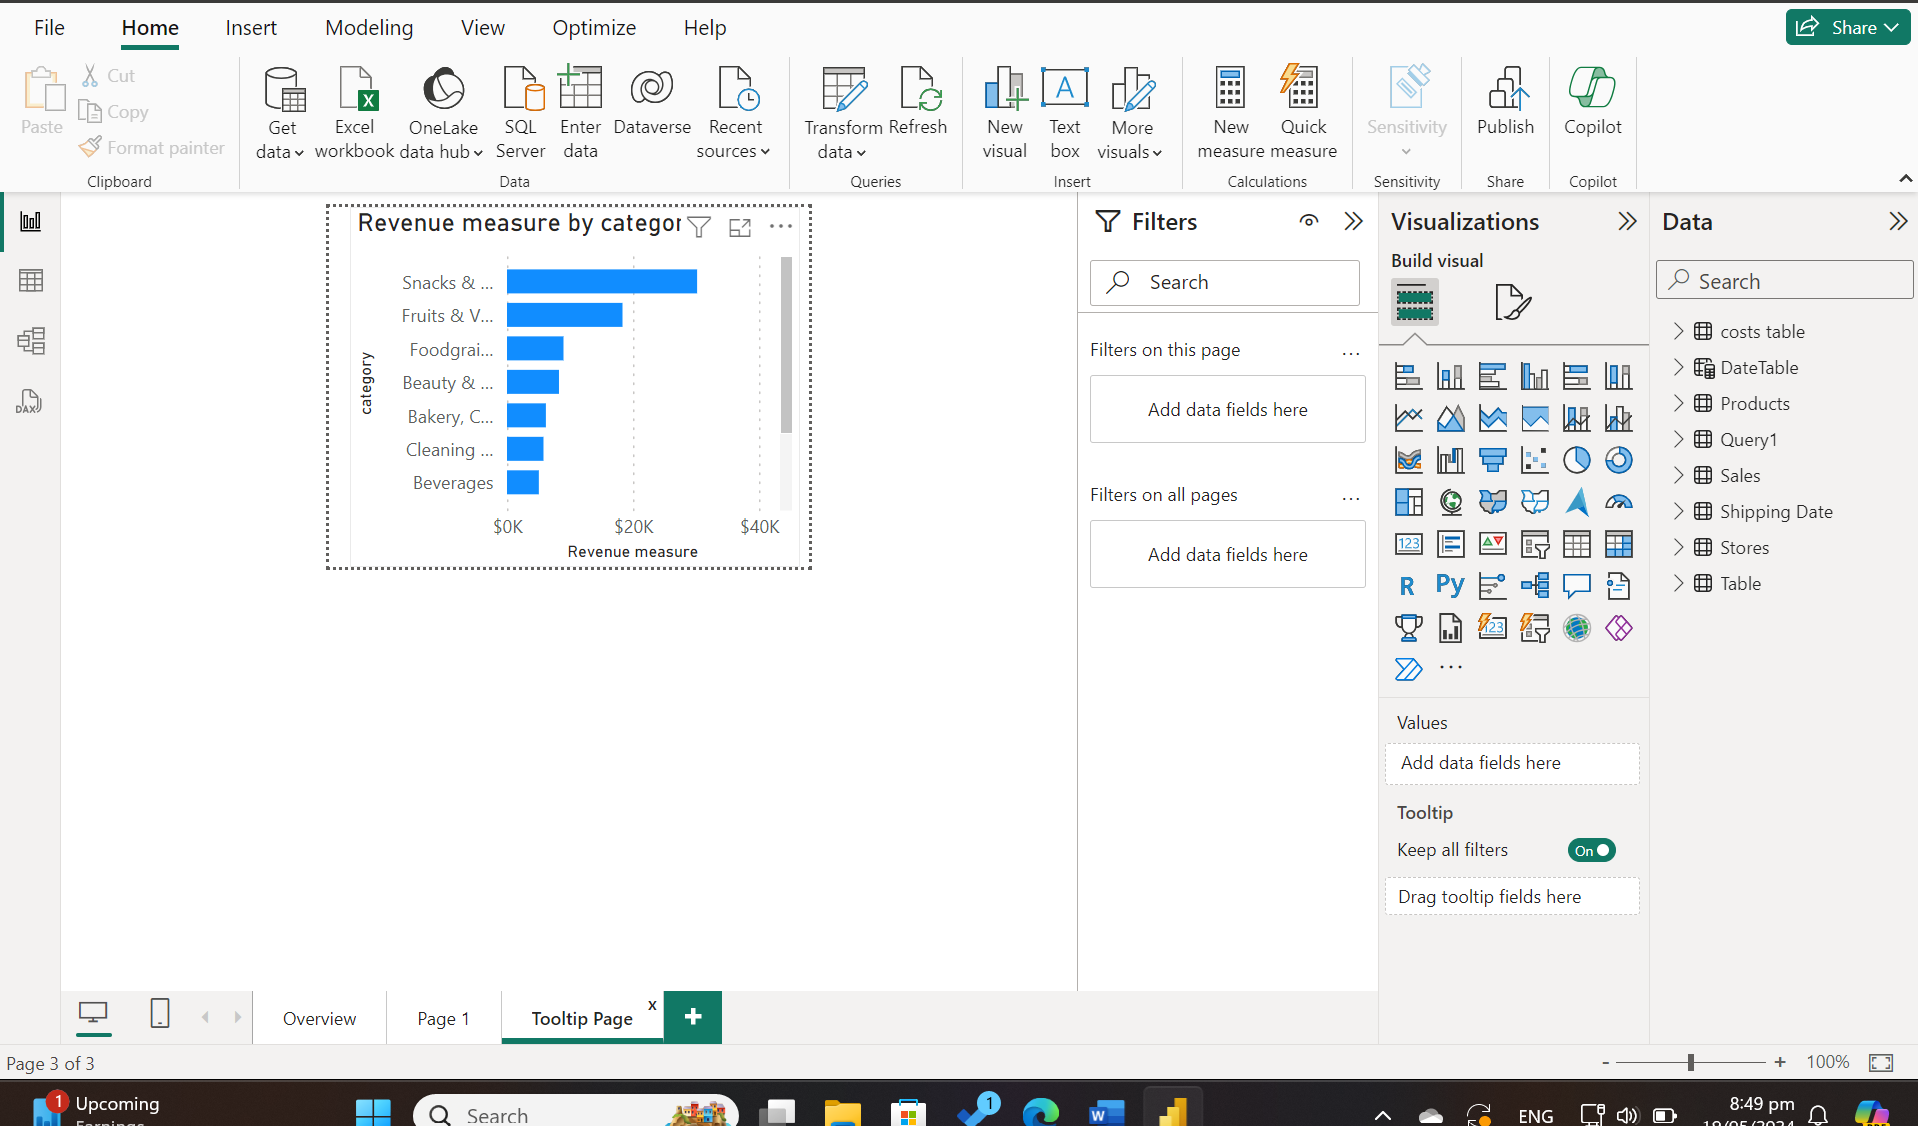 File Home Insert Modeling View Optimize Help Share
Paste
Cut
Copy
Format painter
Clipboard
Get data
Excel workbook
OneLake data hub
SQL Server
Enter data
Dataverse
Recent sources
Data
Transform data
Refresh
Queries
New visual
Text box
More visuals
Insert
New measure
Quick measure
Calculations
Sensitivity
Sensitivity
Publish
Share
Copilot
Copilot
DAX
Revenue measure by categor
category
Snacks & ...
Fruits & V...
Foodgrai...
Beauty & ...
Bakery, C...
Cleaning ...
Beverages
$0K $20K $40K
Revenue measure
Filters
Search
Filters on this page ...
Add data fields here
Filters on all pages ...
Add data fields here
Visualizations
Build visual
123
R Py
123
...
Values
Add data fields here
Tooltip
Keep all filters On
Drag tooltip fields here
Data
Search
costs table
DateTable
Products
Query1
Sales
Shipping Date
Stores
Table
Overview Page 1 Tooltip Page x +
Page 3 of 3
- + 100%
1 Upcoming
Search
1
W
ENG
8:49 pm